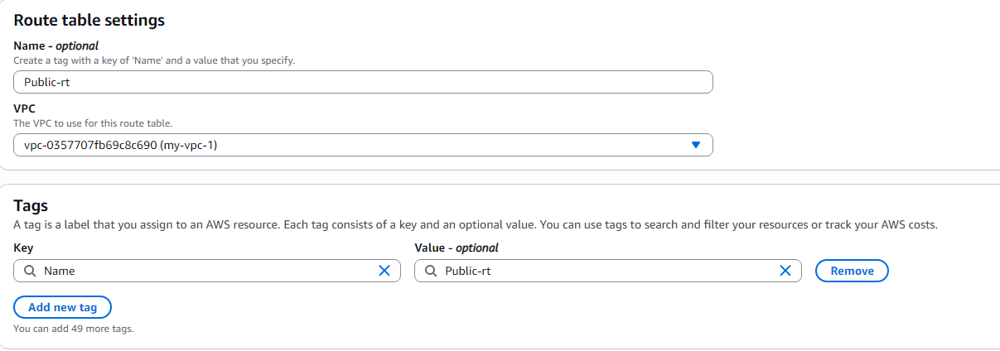 Route table settings
Name - optional
Create a tag with a key of 'Name' and a value that you specify.
Public-rt
VPC
The VPC to use for this route table.
vpc-0357707fb69c8c690 (my-vpc-1)
Tags
A tag is a label that you assign to an AWS resource. Each tag consists of a key and an optional value. You can use tags to search and filter your resources or track your AWS costs.
Key Value - optional
Name Public-rt Remove
Add new tag
You can add 49 more tags.